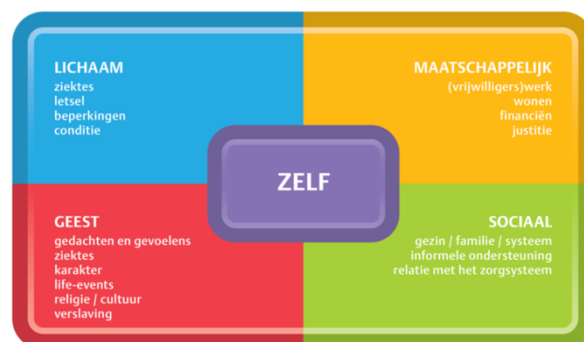 LICHAAM
ziektes
letsel
beperkingen
conditie
MAATSCHAPPELIJK
(vrijwilligers)werk
wonen
financiën
justitie
ZELF
GEEST
gedachten en gevoelens
ziektes
karakter
life-events
religie / cultuur
verslaving
SOCIAAL
gezin / familie / systeem
informele ondersteuning
relatie met het zorgsysteem